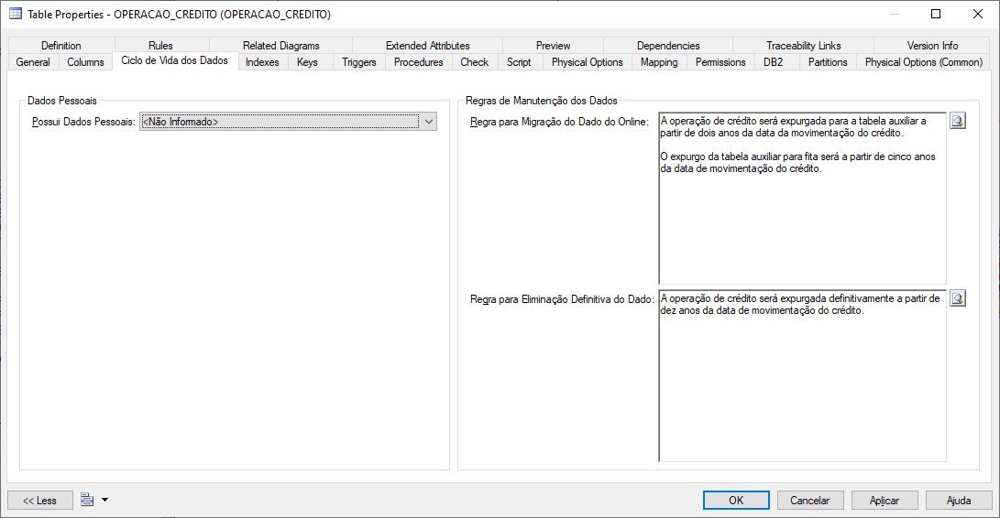 Table Properties - OPERACAO_CREDITO (OPERACAO_CREDITO)
Definition Rules Related Diagrams Extended Attributes Preview Dependencies Traceability Links Version Info
General Columns Ciclo de Vida dos Dados Indexes Keys Triggers Procedures Check Script Physical Options Mapping Permissions DB2 Partitions Physical Options (Common)
Dados Pessoais
Possui Dados Pessoais: <Não Informado>
Regras de Manutenção dos Dados
Regra para Migração do Dado do Online:
A operação de crédito será expurgada para a tabela auxiliar a
partir de dois anos da data da movimentação do crédito.
O expurgo da tabela auxiliar para fita será a partir de cinco anos
da data de movimentação do crédito.
Regra para Eliminação Definitiva do Dado:
A operação de crédito será expurgada definitivamente a partir de
dez anos da data de movimentação do crédito.
<< Less OK Cancelar Aplicar Ajuda